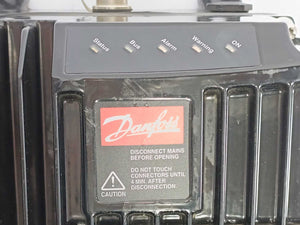 Status
Bus
Alarm
Warning
ON
Danfoss
DISCONNECT MAINS
BEFORE OPENING
DO NOT TOUCH
CONNECTORS UNTIL
4 MIN. AFTER
DISCONNECTION.
CAUTION